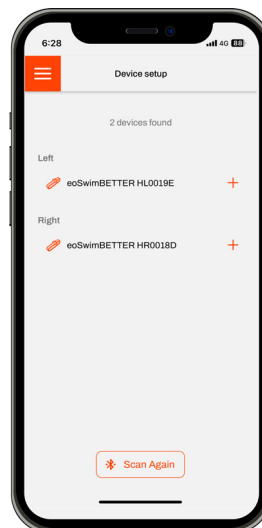 6:28
4G 88
Device setup
2 devices found
Left
eoSwimBETTER HL0019E
Right
eoSwimBETTER HR0018D
Scan Again